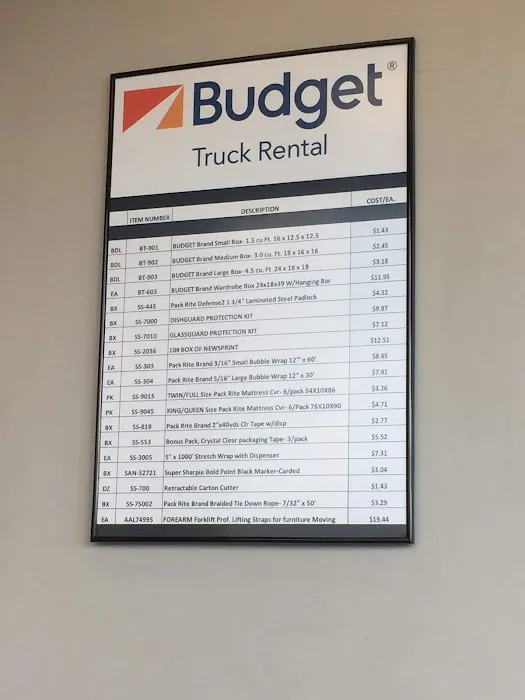 Budget®
Truck Rental
ITEM NUMBER DESCRIPTION COST/EA.
BDL BT-901 BUDGET Brand Small Box- 1.5 cu Ft. 16 x 12.5 x 12.5 $1.43
BDL BT-902 BUDGET Brand Medium Box- 3.0 cu. Ft. 18 x 16 x 16 $2.45
BDL BT-903 BUDGET Brand Large Box- 4.5 cu. Ft. 24 x 18 x 18 $3.18
EA BT-603 BUDGET Brand Wardrobe Box 24x18x39 W/Hanging Bar $11.95
BX SS-445 Pack Rite Defense2 1 3/4" Laminated Steel Padlock $4.32
BX SS-7000 DISHGUARD PROTECTION KIT $9.87
BX SS-7010 GLASSGUARD PROTECTION KIT $7.12
BX SS-2036 10# BOX OF NEWSPRINT $12.51
EA SS-303 Pack Rite Brand 3/16" Small Bubble Wrap 12"" x 60' $8.45
EA SS-304 Pack Rite Brand 5/16" Large Bubble Wrap 12" x 30' $7.91
PK SS-9015 TWIN/FULL Size Pack Rite Mattress Cvr- 6/pack 54X10X86 $3.26
PK SS-9045 KING/QUEEN Size Pack Rite Mattress Cvr- 6/Pack 76X10X90 $4.71
BX SS-819 Pack Rite Brand 2"x40yds Clr Tape w/disp $2.77
BX SS-553 Bonus Pack, Crystal Clear packaging Tape- 3/pack $5.52
EA SS-3005 5" x 1000' Stretch Wrap with Dispenser $7.31
BX SAN-32721 Super Sharpie Bold Point Black Marker-Carded $3.04
DZ SS-700 Retractable Carton Cutter $1.43
BX SS-75002 Pack Rite Brand Braided Tie Down Rope- 7/32" x 50' $3.29
EA AAL74995 FOREARM Forklift Prof. Lifting Straps for furniture Moving $19.44